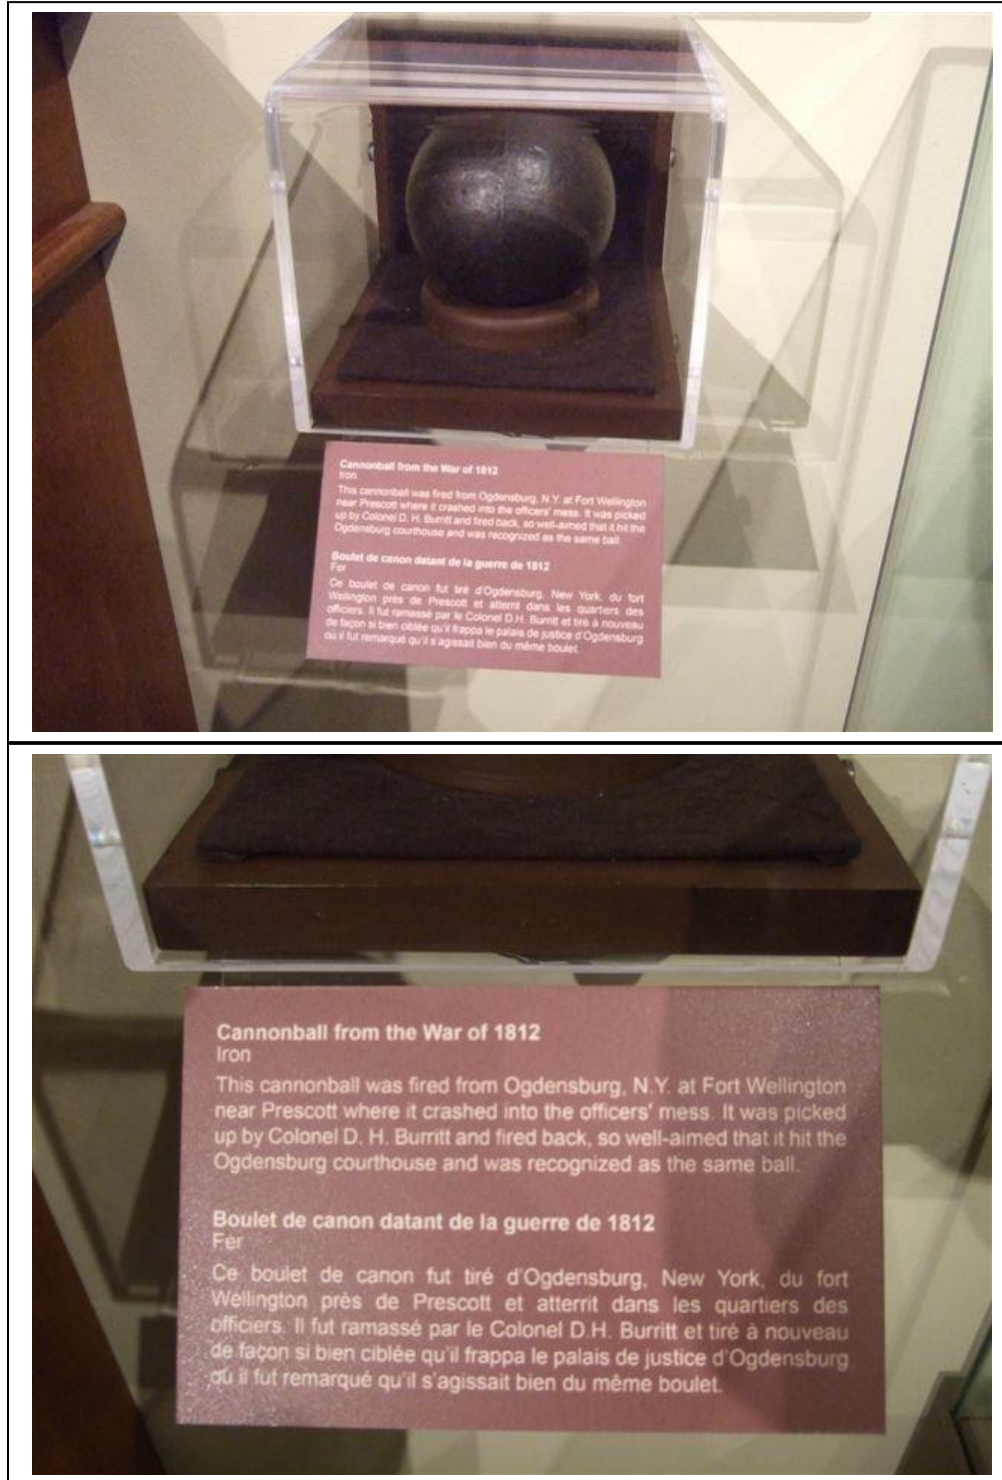 Cannonball from the War of 1812
Iron
This cannonball was fired from Ogdensburg, N.Y. at Fort Wellington
near Prescott where it crashed into the officers' mess. It was picked
up by Colonel D. H. Burritt and fired back, so well-aimed that it hit the
Ogdensburg courthouse and was recognized as the same ball.
Boulet de canon datant de la guerre de 1812
Fer
Ce boulet de canon fut tiré d'Ogdensburg, New York, du fort
Wellington près de Prescott et atterrit dans les quartiers des
officiers. Il fut ramassé par le Colonel D.H. Burritt et tiré à nouveau
de façon si bien ciblée qu'il frappa le palais de justice d'Ogdensburg
où il fut remarqué qu'il s'agissait bien du même boulet.
Cannonball from the War of 1812
Iron
This cannonball was fired from Ogdensburg, N.Y. at Fort Wellington
near Prescott where it crashed into the officers' mess. It was picked
up by Colonel D. H. Burritt and fired back, so well-aimed that it hit the
Ogdensburg courthouse and was recognized as the same ball.
Boulet de canon datant de la guerre de 1812
Fer
Ce boulet de canon fut tiré d'Ogdensburg, New York, du fort
Wellington près de Prescott et atterrit dans les quartiers des
officiers. Il fut ramassé par le Colonel D.H. Burritt et tiré à nouveau
de façon si bien ciblée qu'il frappa le palais de justice d'Ogdensburg
où il fut remarqué qu'il s'agissait bien du même boulet.